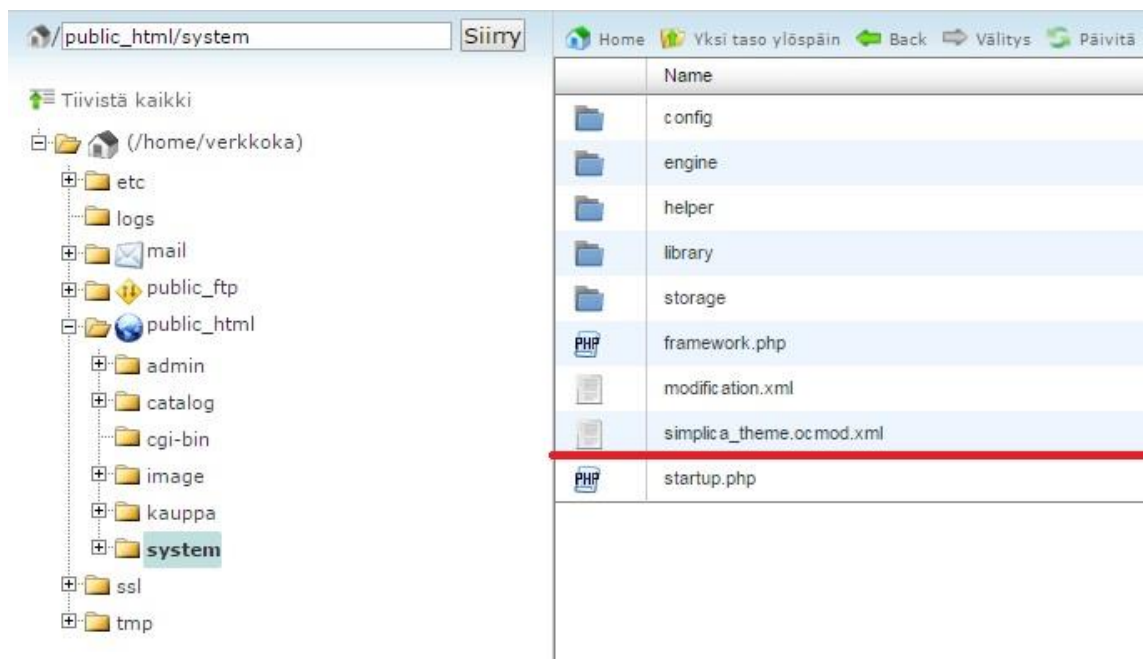 / public_html/system Siirry
Home Yksi taso ylöspäin Back Välitys Päivitä
Tiivistä kaikki
(/home/verkkoka)
etc
logs
mail
public_ftp
public_html
admin
catalog
cgi-bin
image
kauppa
system
ssl
tmp
Name
config
engine
helper
library
storage
PHP framework.php
modification.xml
simplica_theme.ocmod.xml
PHP startup.php